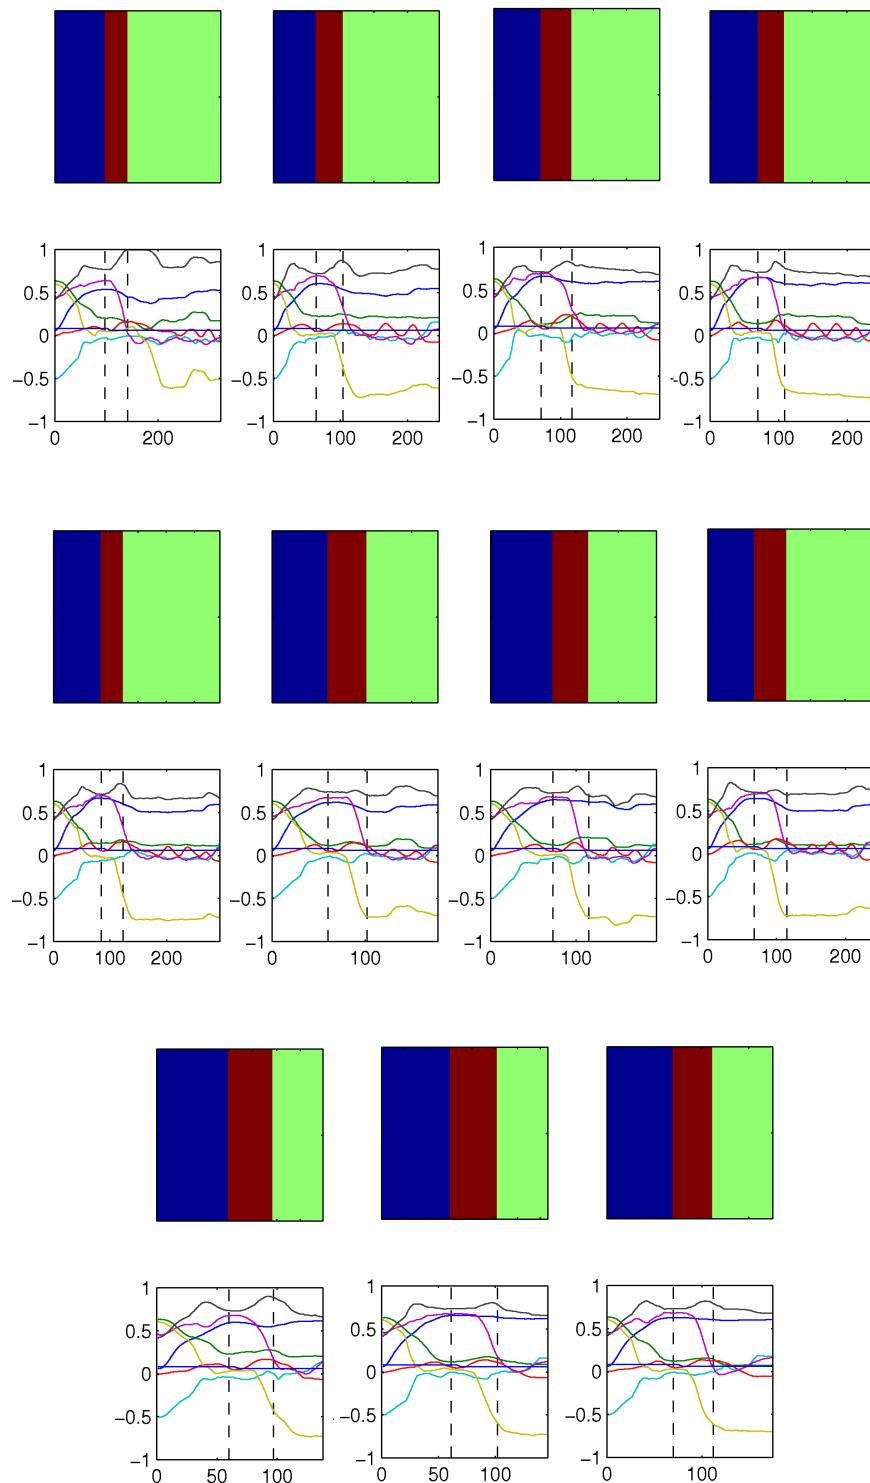 1 1 1 1
0.5 0.5 0.5 0.5
0 0 0 0
−0.5 −0.5 −0.5 -0.5
−1 −1 −1 −1
0 200 0 100 200 0 100 200 0 100 200
1 1 1 1
0.5 0.5 0.5 0.5
0 0 0 0
−0.5 −0.5 −0.5 −0.5
−1 −1 −1 −1
0 100 200 0 100 0 100 0 100 200
1 1 1
0.5 0.5 0.5
0 0 0
−0.5 −0.5 −0.5
−1 −1 −1
0 50 100 0 50 100 0 100